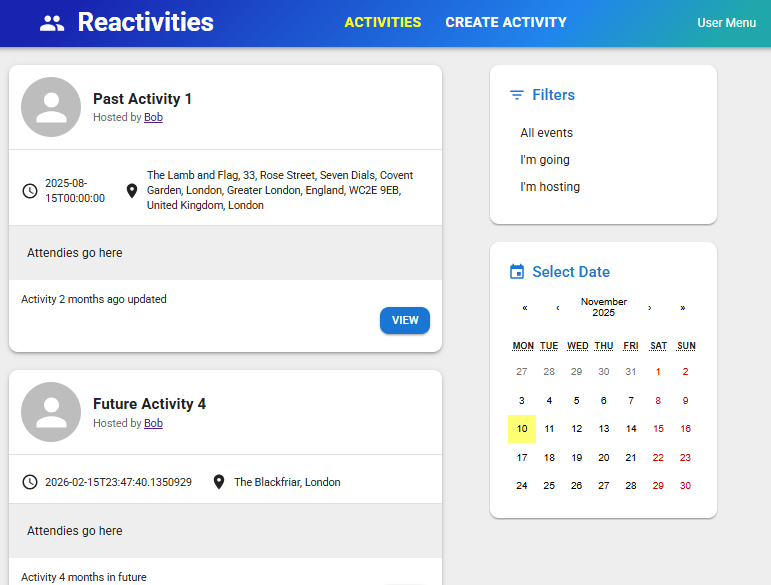 Reactivities
ACTIVITIES CREATE ACTIVITY
User Menu
Past Activity 1
Hosted by Bob
2025-08-
15T00:00:00
The Lamb and Flag, 33, Rose Street, Seven Dials, Covent
Garden, London, Greater London, England, WC2E 9EB,
United Kingdom, London
Attendies go here
Activity 2 months ago updated
VIEW
Future Activity 4
Hosted by Bob
2026-02-15T23:47:40.1350929
The Blackfriar, London
Attendies go here
Activity 4 months in future
Filters
All events
I'm going
I'm hosting
Select Date
« ‹ November 2025 › »
MON TUE WED THU FRI SAT SUN
27 28 29 30 31 1 2
3 4 5 6 7 8 9
10 11 12 13 14 15 16
17 18 19 20 21 22 23
24 25 26 27 28 29 30